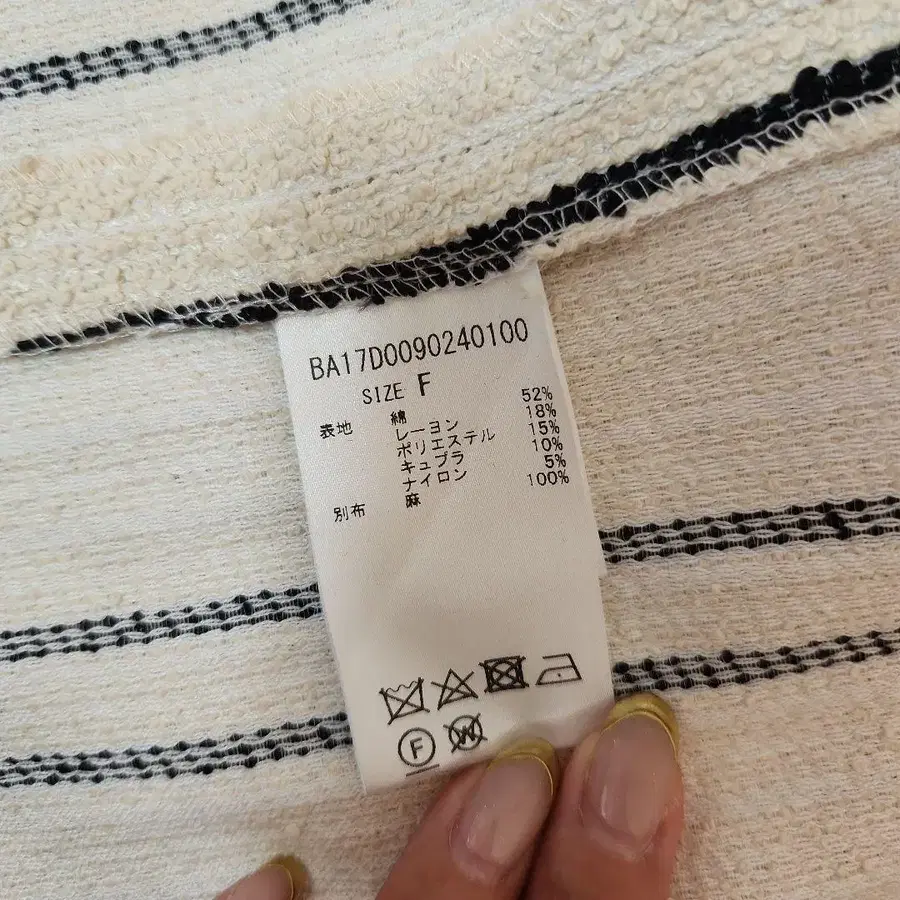 BA17D0090240100
SIZE F
表地 綿 52%
レーヨン 18%
ポリエステル 15%
キュプラ 10%
ナイロン 5%
別布 麻 100%
F W